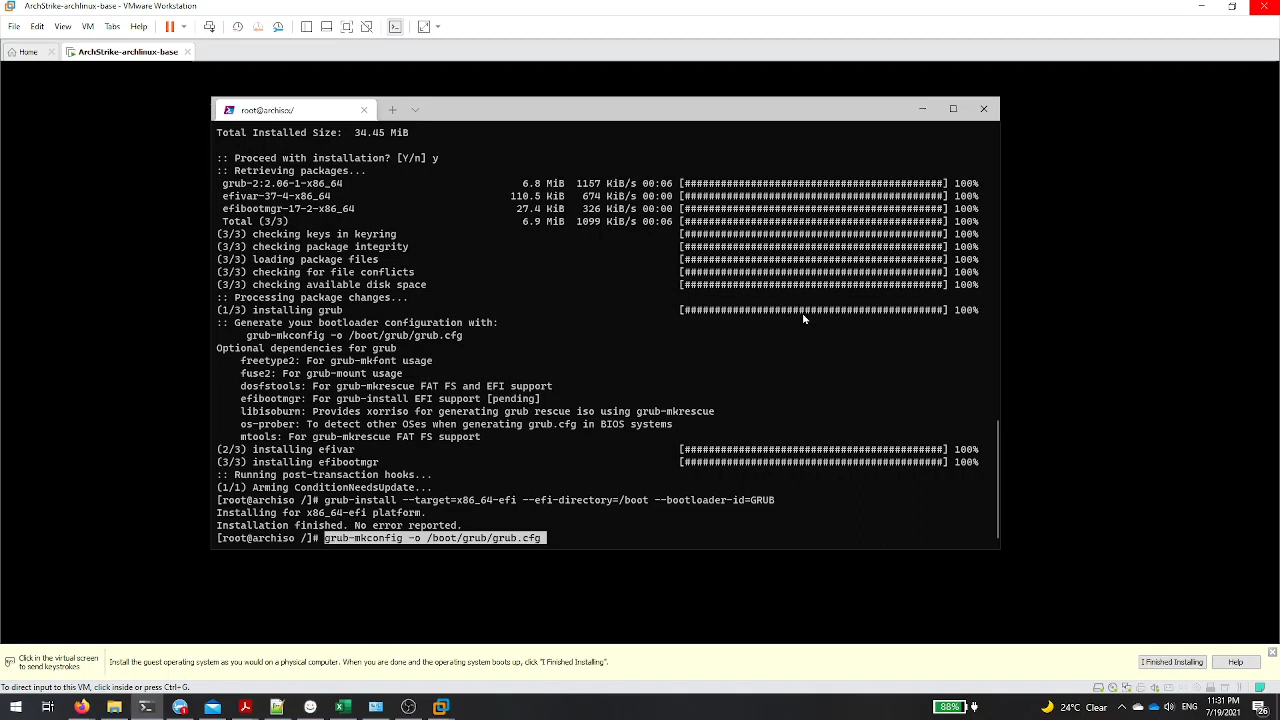 ArchStrike-archlinux-base - VMware Workstation
File Edit View VM Tabs Help
Home ArchStrike-archlinux-base
root@archiso:/
Total Installed Size:  34.45 MiB
:: Proceed with installation? [Y/n] y
:: Retrieving packages...
grub-2:2.06-1-x86_64 6.8 MiB 1157 KiB/s 00:06 [###########################################] 100%
efivar-37-4-x86_64 110.5 KiB 674 KiB/s 00:00 [###########################################] 100%
efibootmgr-17-2-x86_64 27.4 KiB 326 KiB/s 00:00 [###########################################] 100%
Total (3/3) 6.9 MiB 1099 KiB/s 00:06 [###########################################] 100%
(3/3) checking keys in keyring [###########################################] 100%
(3/3) checking package integrity [###########################################] 100%
(3/3) loading package files [###########################################] 100%
(3/3) checking for file conflicts [###########################################] 100%
(3/3) checking available disk space [###########################################] 100%
:: Processing package changes...
(1/3) installing grub [###########################################] 100%
:: Generate your bootloader configuration with:
grub-mkconfig -o /boot/grub/grub.cfg
Optional dependencies for grub
freetype2: For grub-mkfont usage
fuse2: For grub-mount usage
dosfstools: For grub-mkrescue FAT FS and EFI support
efibootmgr: For grub-install EFI support [pending]
libisoburn: Provides xorriso for generating grub rescue iso using grub-mkrescue
os-prober: To detect other OSes when generating grub.cfg in BIOS systems
mtools: For grub-mkrescue FAT FS support
(2/3) installing efivar [###########################################] 100%
(3/3) installing efibootmgr [###########################################] 100%
:: Running post-transaction hooks...
(1/1) Arming ConditionNeedsUpdate...
[root@archiso /]# grub-install --target=x86_64-efi --efi-directory=/boot --bootloader-id=GRUB
Installing for x86_64-efi platform.
Installation finished. No error reported.
[root@archiso /]# grub-mkconfig -o /boot/grub/grub.cfg
Click in the virtual screen
to send keystrokes
Install the guest operating system as you would on a physical computer. When you are done and the operating system boots up, click "I Finished Installing".
I Finished Installing Help
To direct input to this VM, click inside or press Ctrl+G.
88% 24°C Clear ENG 11:31 PM
7/19/2021 26